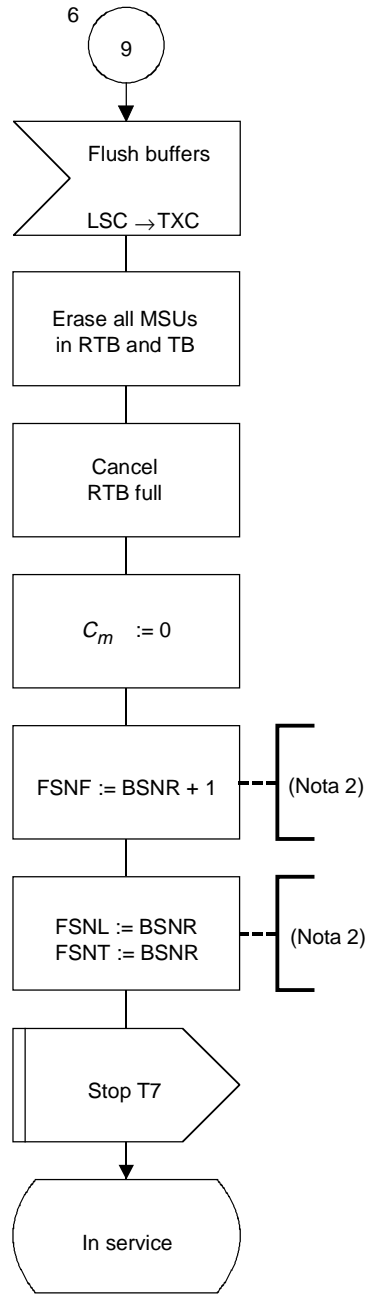 6
9
Flush buffers
LSC → TXC
Erase all MSUs
in RTB and TB
Cancel
RTB full
Cm := 0
FSNF := BSNR + 1
(Nota 2)
FSNL := BSNR
FSNT := BSNR
(Nota 2)
Stop T7
In service